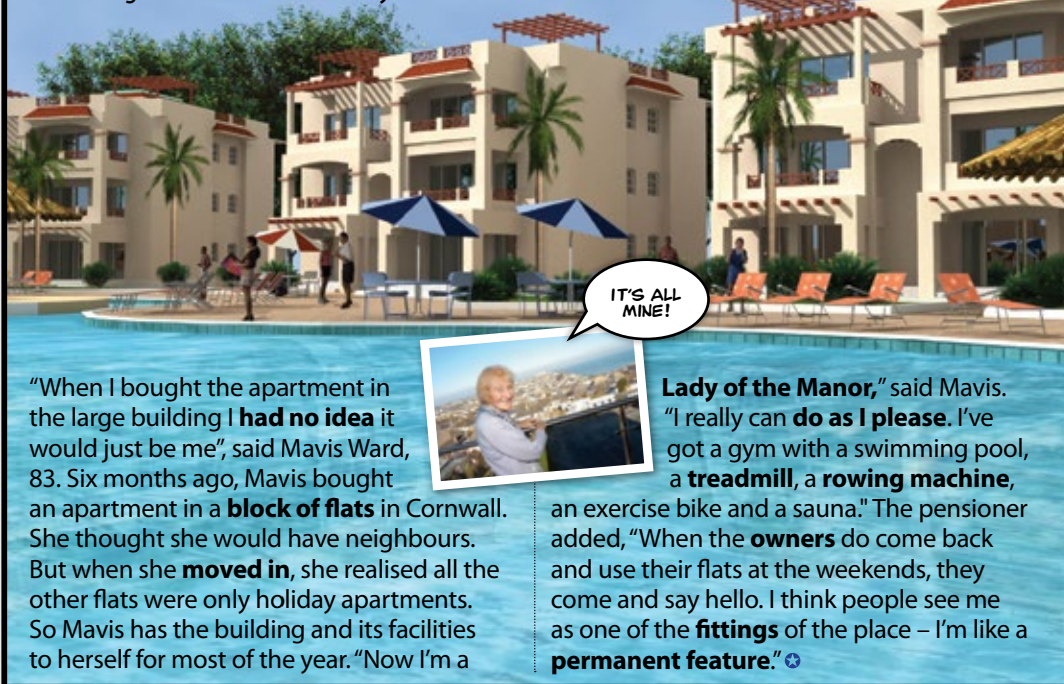 IT'S ALL
MINE!
“When I bought the apartment in
the large building I had no idea it
would just be me”, said Mavis Ward,
83. Six months ago, Mavis bought
an apartment in a block of flats in Cornwall.
She thought she would have neighbours.
But when she moved in, she realised all the
other flats were only holiday apartments.
So Mavis has the building and its facilities
to herself for most of the year. “Now I’m a
Lady of the Manor,” said Mavis.
“I really can do as I please. I’ve
got a gym with a swimming pool,
a treadmill, a rowing machine,
an exercise bike and a sauna." The pensioner
added, “When the owners do come back
and use their flats at the weekends, they
come and say hello. I think people see me
as one of the fittings of the place – I’m like a
permanent feature.”